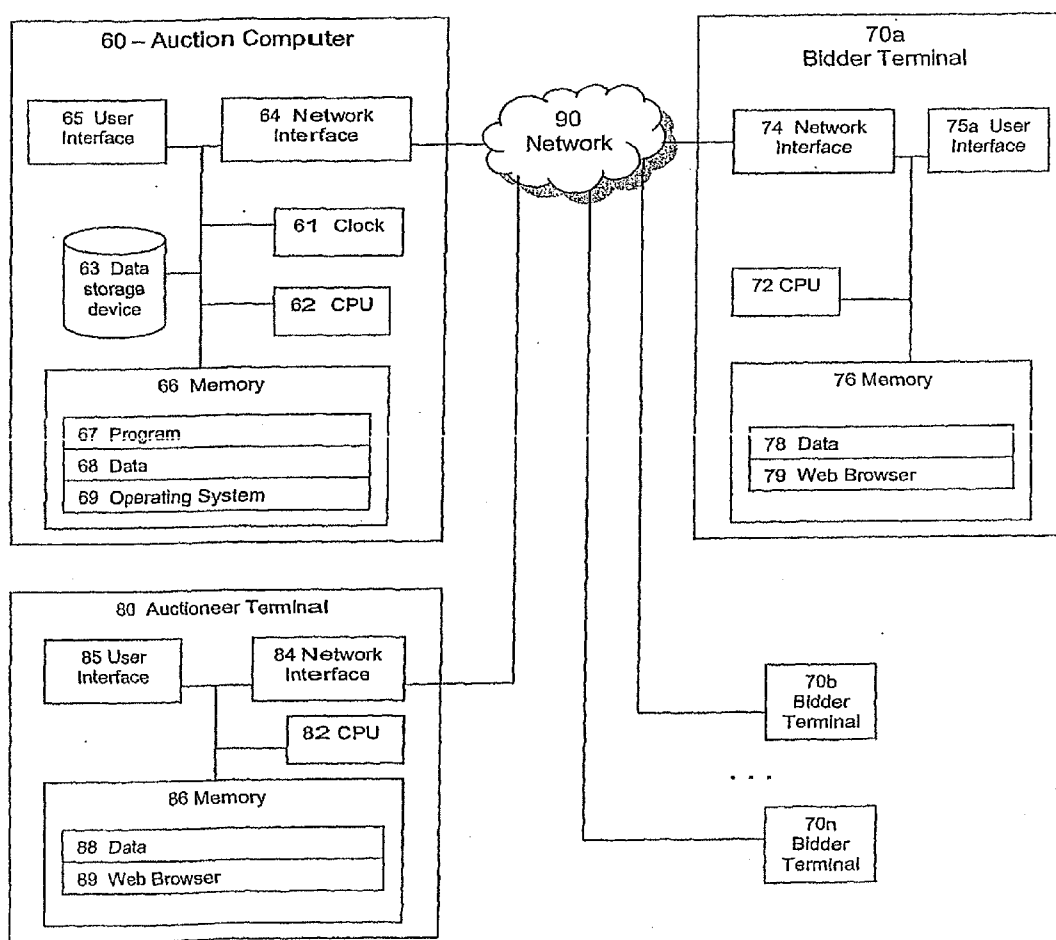 60 – Auction Computer
65 User
Interface
64 Network
Interface
61 Clock
63 Data
storage
device
62 CPU
66 Memory
67 Program
68 Data
69 Operating System
90
Network
70a
Bidder Terminal
74 Network
Interface
75a User
Interface
72 CPU
76 Memory
78 Data
79 Web Browser
80 Auctioneer Terminal
85 User
Interface
84 Network
Interface
82 CPU
86 Memory
88 Data
89 Web Browser
70b
Bidder
Terminal
. . .
70n
Bidder
Terminal